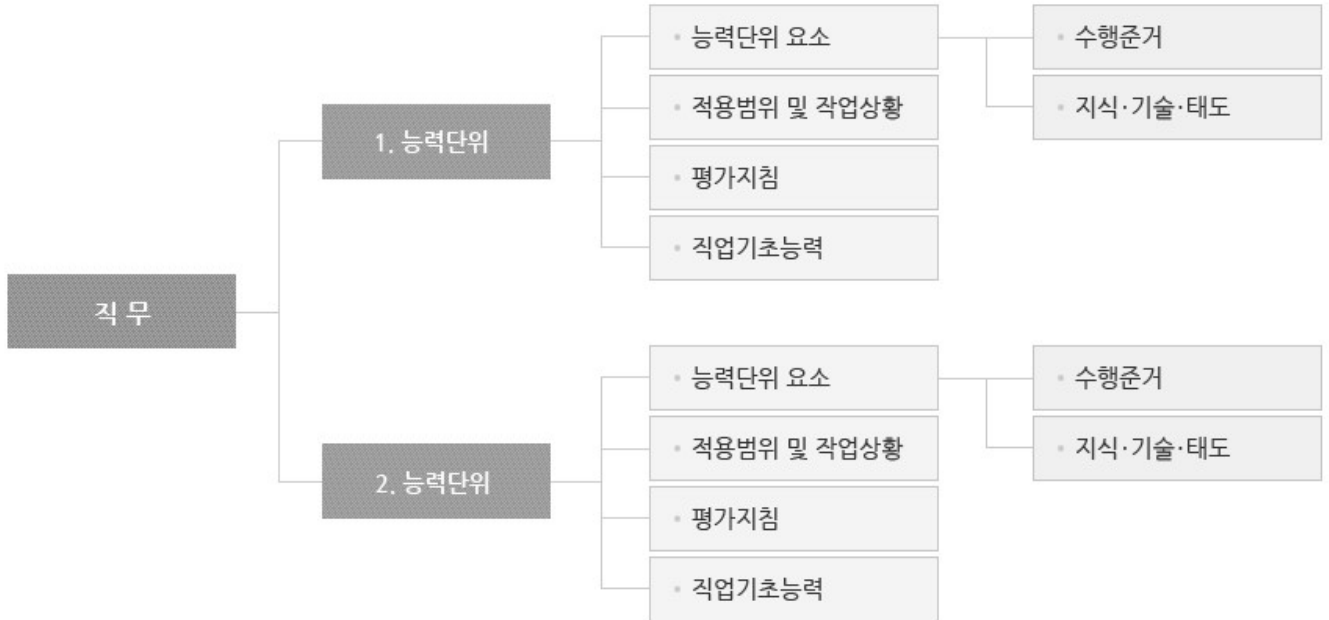 직 무
1. 능력단위
• 능력단위 요소
• 수행준거
• 지식·기술·태도
• 적용범위 및 작업상황
• 평가지침
• 직업기초능력
2. 능력단위
• 능력단위 요소
• 수행준거
• 지식·기술·태도
• 적용범위 및 작업상황
• 평가지침
• 직업기초능력